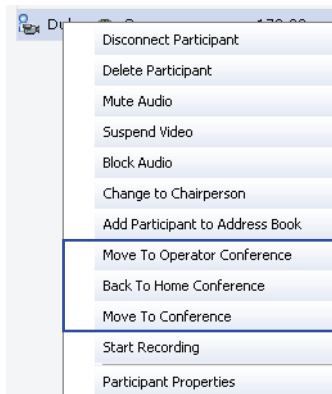 Disconnect Participant
Delete Participant
Mute Audio
Suspend Video
Block Audio
Change to Chairperson
Add Participant to Address Book
Move To Operator Conference
Back To Home Conference
Move To Conference
Start Recording
Participant Properties